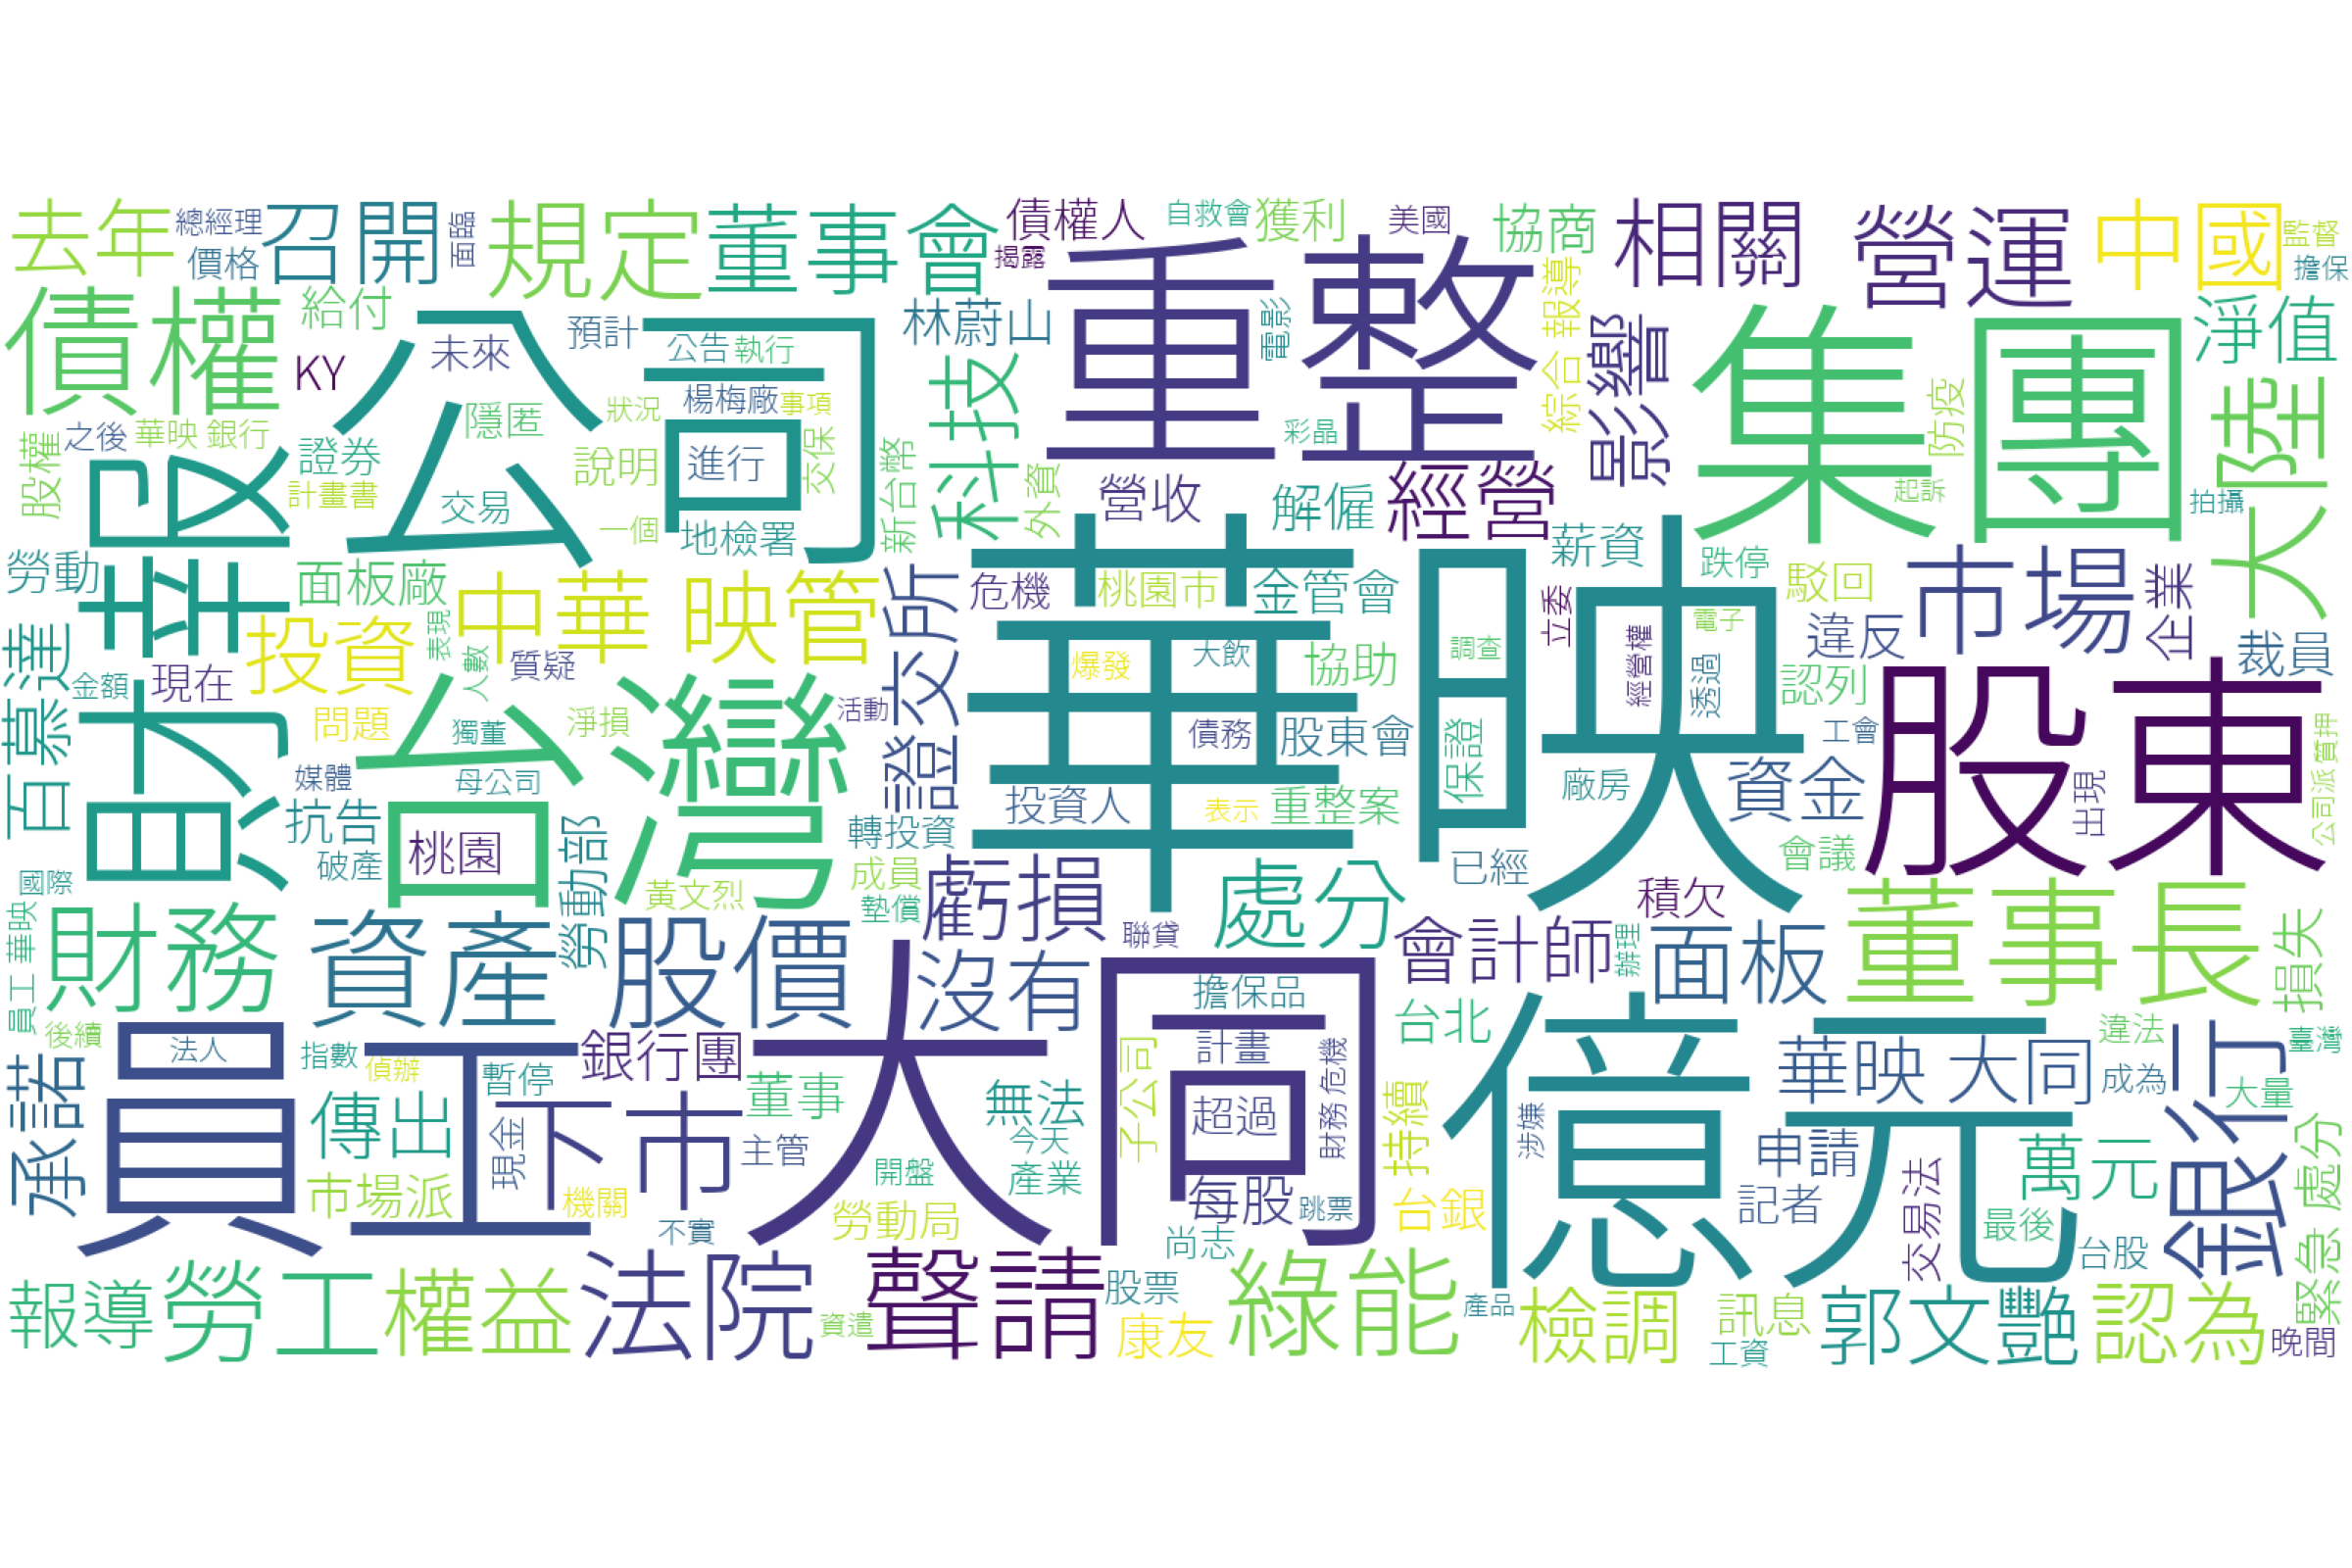 去年
總經理
價格
召開
面臨
規定
董事會
債權人
揭露
自救會
獲利
美國
協商
相關
營運
中國
監督
擔保
債權
給付
KY
公司
未來
預計
公告
執行
林蔚山
重整
電影
綜合 報導
影響
集團
淨值
大陸
股權
之後
華映 銀行
證券
計畫書
隱匿
交易
狀況
說明
一個
楊梅廠
事項
進行
交保
地檢署
新台幣
科技
外資
營收
解僱
彩晶
經營
防疫
起訴
拍攝
財報
勞動
面板廠
中華 映管
證交所
危機
桃園市
金管會
華映
薪資
跌停
駁回
市場
企業
裁員
百慕達
金額
現在
投資
表現
人數
質疑
台灣
活動
爆發
大飲
協助
調查
立委
經營權
透過
電子
違反
認列
工會
股東
公司派
質押
問題
獨董
淨損
債務
股東會
保證
廠房
資金
出現
媒體
母公司
抗告
破產
桃園
勞動部
轉投資
投資人
表示
重整案
已經
會議
國際
黃文烈
成員
墊償
虧損
處分
積欠
董事長
員工 華映
財務
資產
股價
沒有
聯貸
會計師
辦理
面板
損失
後續
員工
法人
指數
偵辦
暫停
銀行團
大同
擔保品
計畫
台北
億元
華映 大同
違法
成為
銀行
臺灣
大量
承諾
傳出
現金
下市
董事
主管
無法
今天
產業
子公司
超過
財務 危機
持續
涉嫌
申請
記者
萬元
緊急 處分
市場派
機關
不實
開盤
勞動局
每股
尚志
跳票
台銀
交易法
最後
台股
報導
勞工
權益
法院
資遣
聲請
股票
康友
綠能
產品
檢調
訊息
工資
郭文艷
認為
晚間